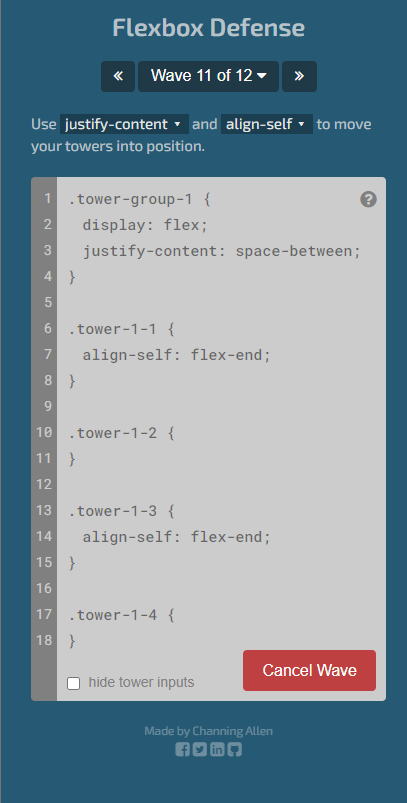 Flexbox Defense
« Wave 11 of 12 »
Use justify-content and align-self to move
your towers into position.
1 .tower-group-1 { ?
2 display: flex;
3 justify-content: space-between;
4 }
5
6 .tower-1-1 {
7 align-self: flex-end;
8 }
9
10 .tower-1-2 {
11 }
12
13 .tower-1-3 {
14 align-self: flex-end;
15 }
16
17 .tower-1-4 {
18 }
hide tower inputs Cancel Wave
Made by Channing Allen